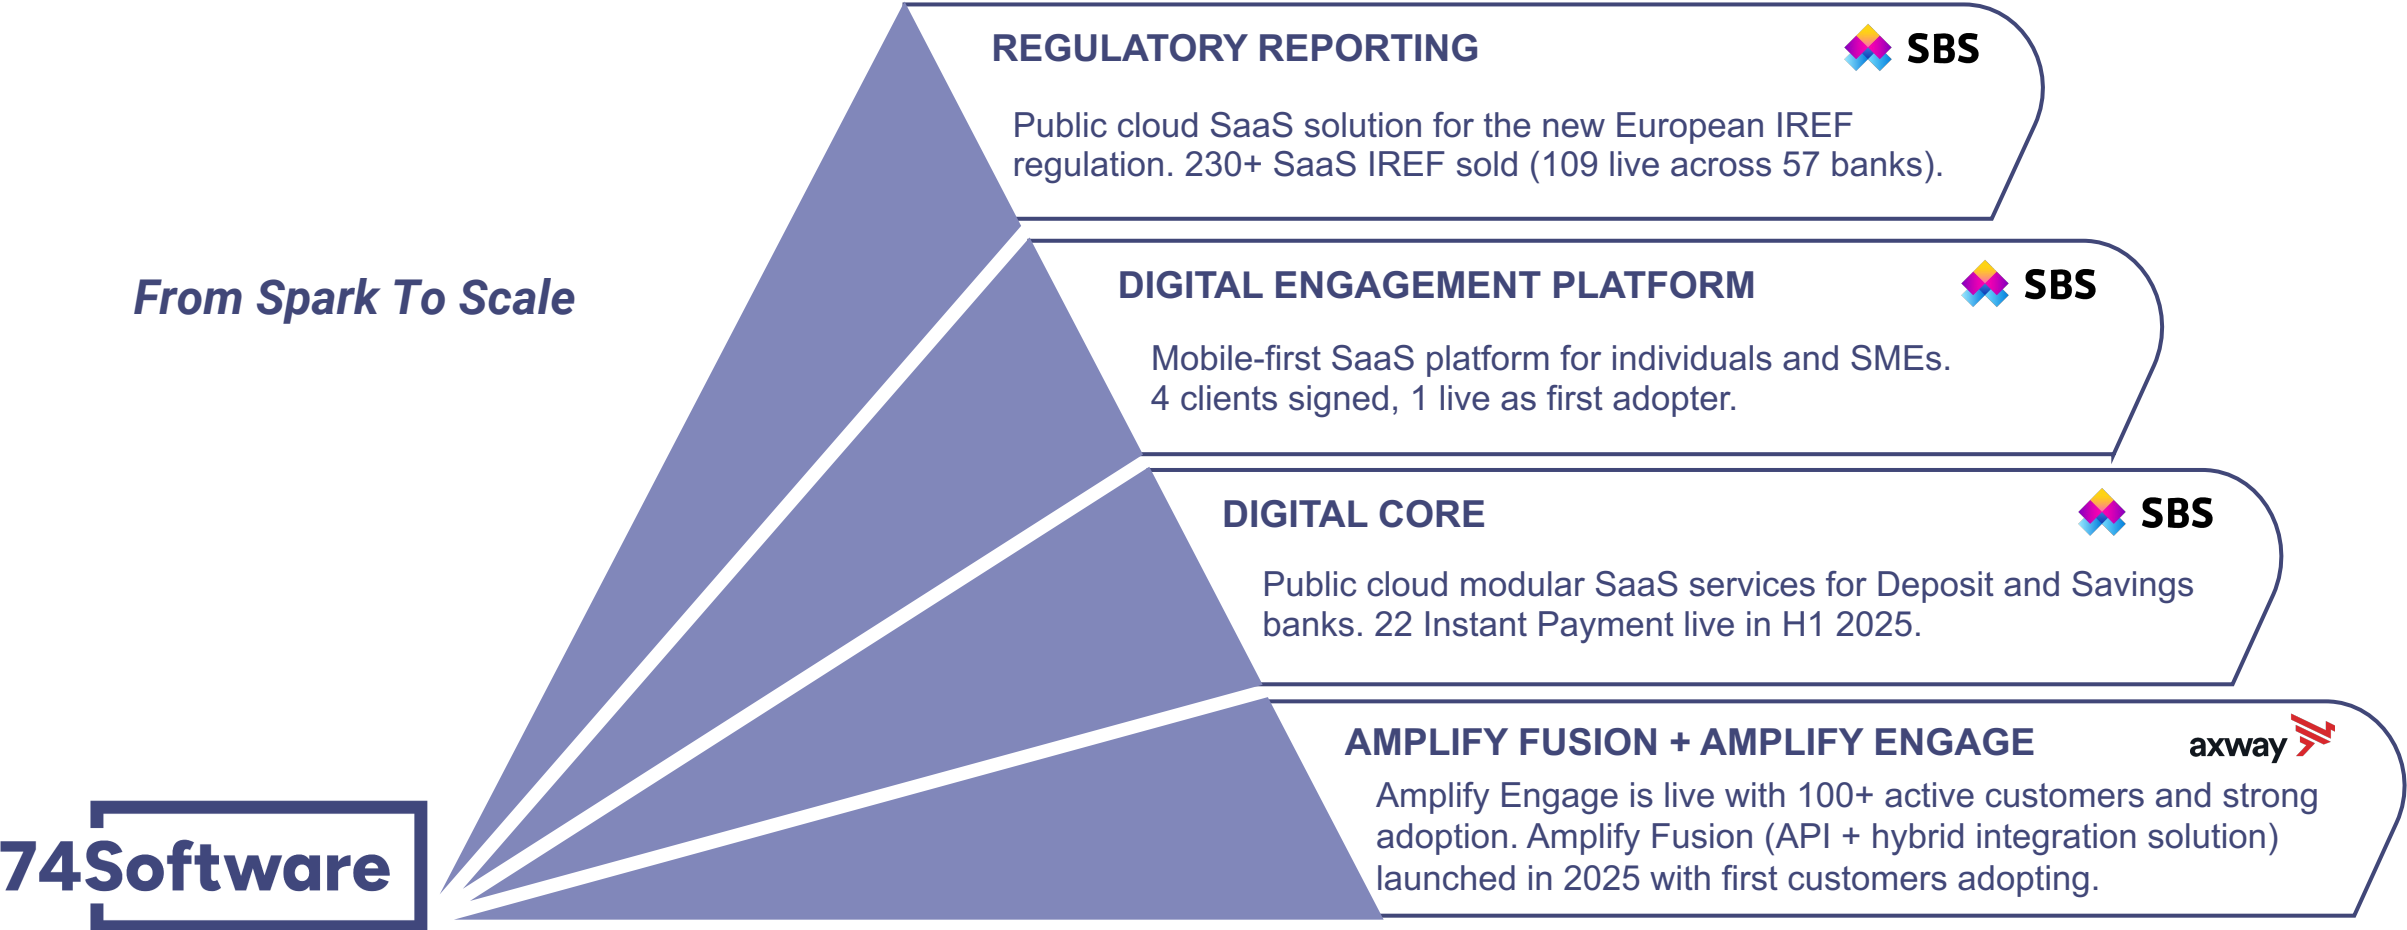 REGULATORY REPORTING
SBS
Public cloud SaaS solution for the new European IREF
regulation. 230+ SaaS IREF sold (109 live across 57 banks).
From Spark To Scale
DIGITAL ENGAGEMENT PLATFORM
SBS
Mobile-first SaaS platform for individuals and SMEs.
4 clients signed, 1 live as first adopter.
DIGITAL CORE
SBS
Public cloud modular SaaS services for Deposit and Savings
banks. 22 Instant Payment live in H1 2025.
AMPLIFY FUSION + AMPLIFY ENGAGE
axway
Amplify Engage is live with 100+ active customers and strong
adoption. Amplify Fusion (API + hybrid integration solution)
launched in 2025 with first customers adopting.
74Software